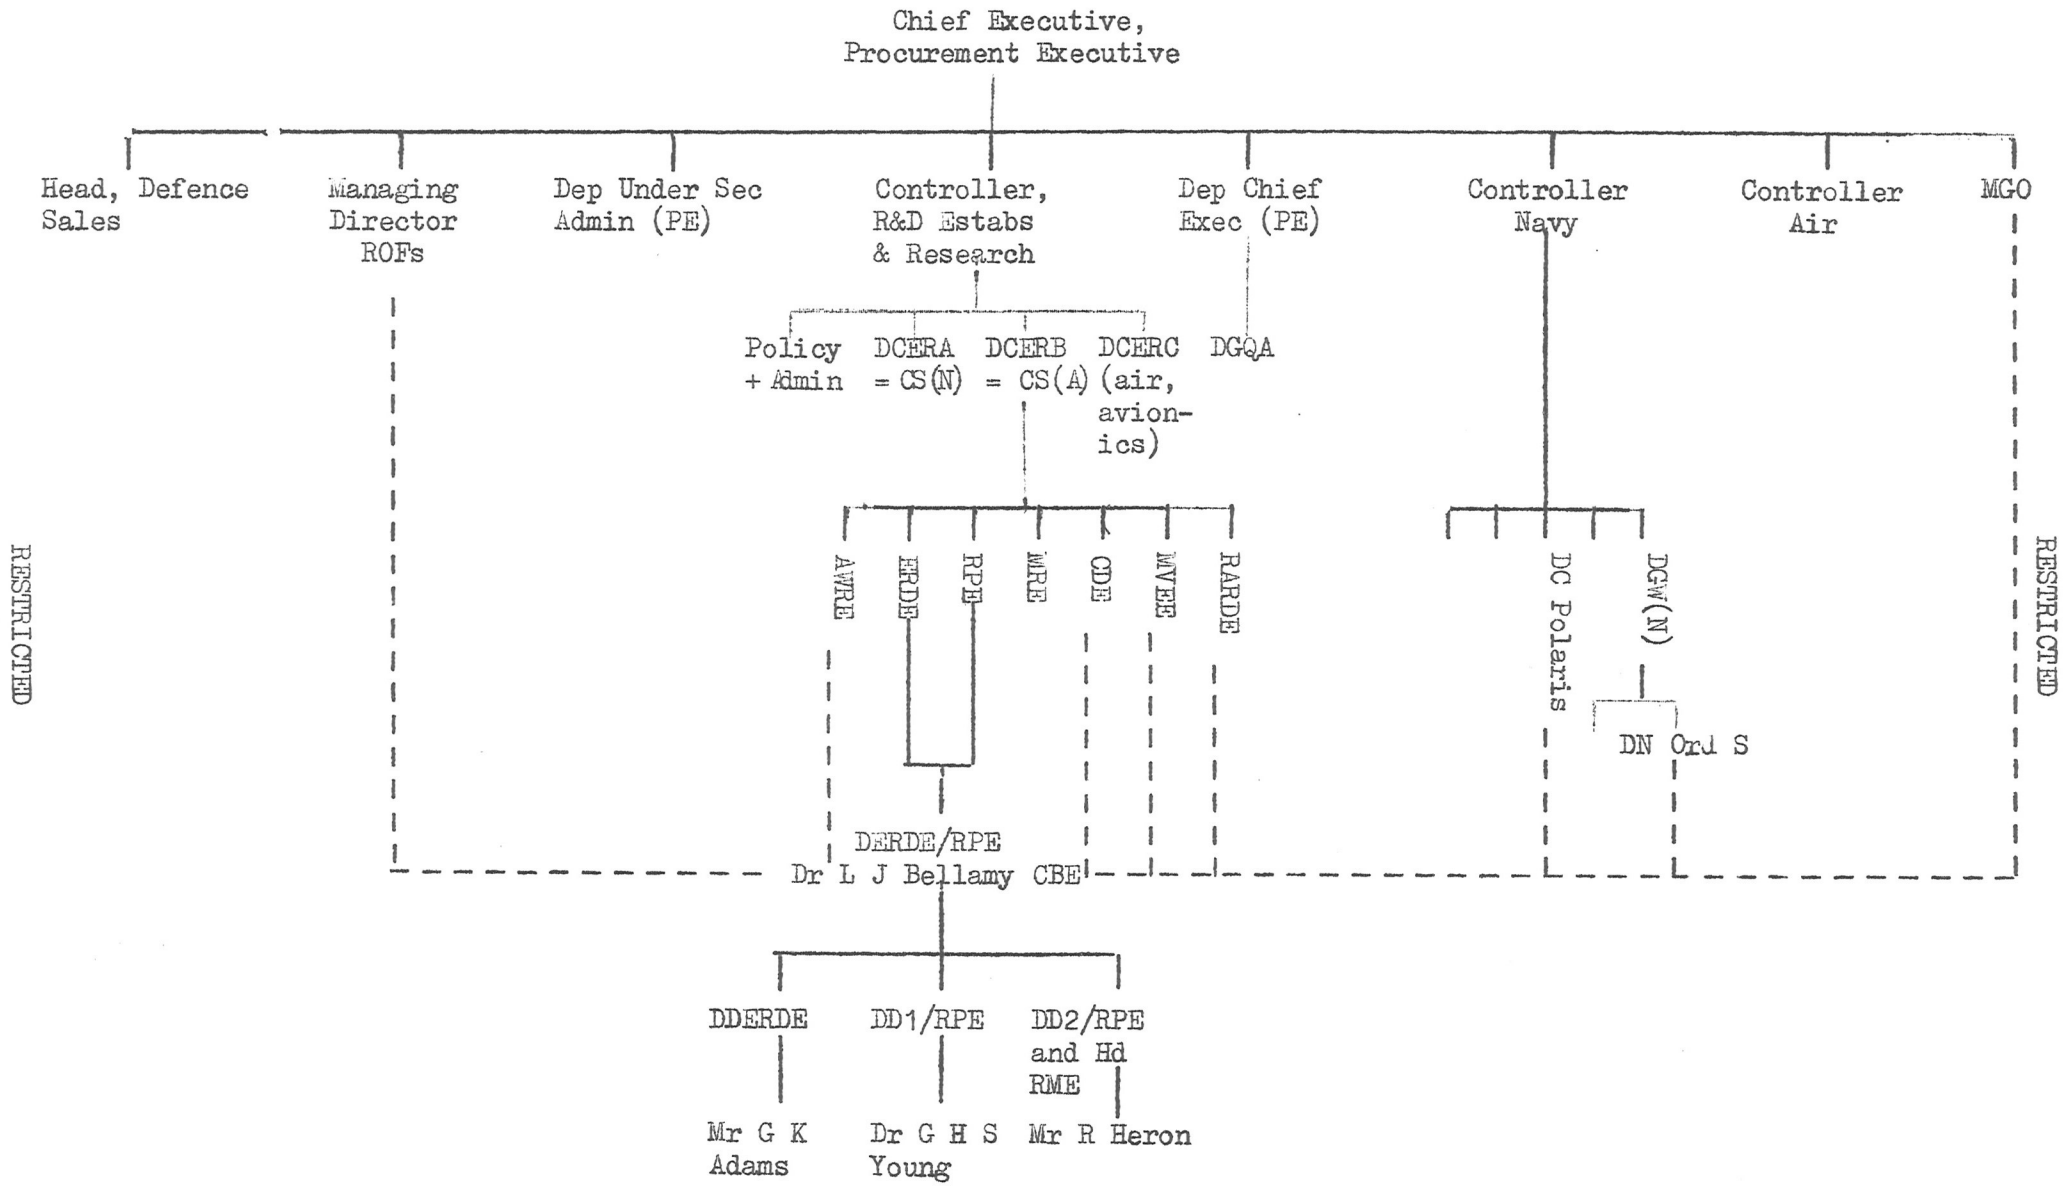 Chief Executive,
Procurement Executive
Head, Defence
Sales
Managing
Director
ROFs
Dep Under Sec
Admin (PE)
Controller,
R&D Estabs
& Research
Dep Chief
Exec (PE)
Controller
Navy
Controller
Air
MGO
Policy
+ Admin
DCERA
= CS(N)
DCERB
= CS(A)
DCERC
(air,
avion-
ics)
DGQA
AWRE
ERDE
RPE
MRE
CDE
MVEE
RARDE
DC Polaris
DGW(N)
DN Ord S
RESTRICTED
RESTRICTED
DERDE/RPE
Dr L J Bellamy CBE
DDERDE
DD1/RPE
DD2/RPE
and Hd
RME
Mr G K
Adams
Dr G H S
Young
Mr R Heron